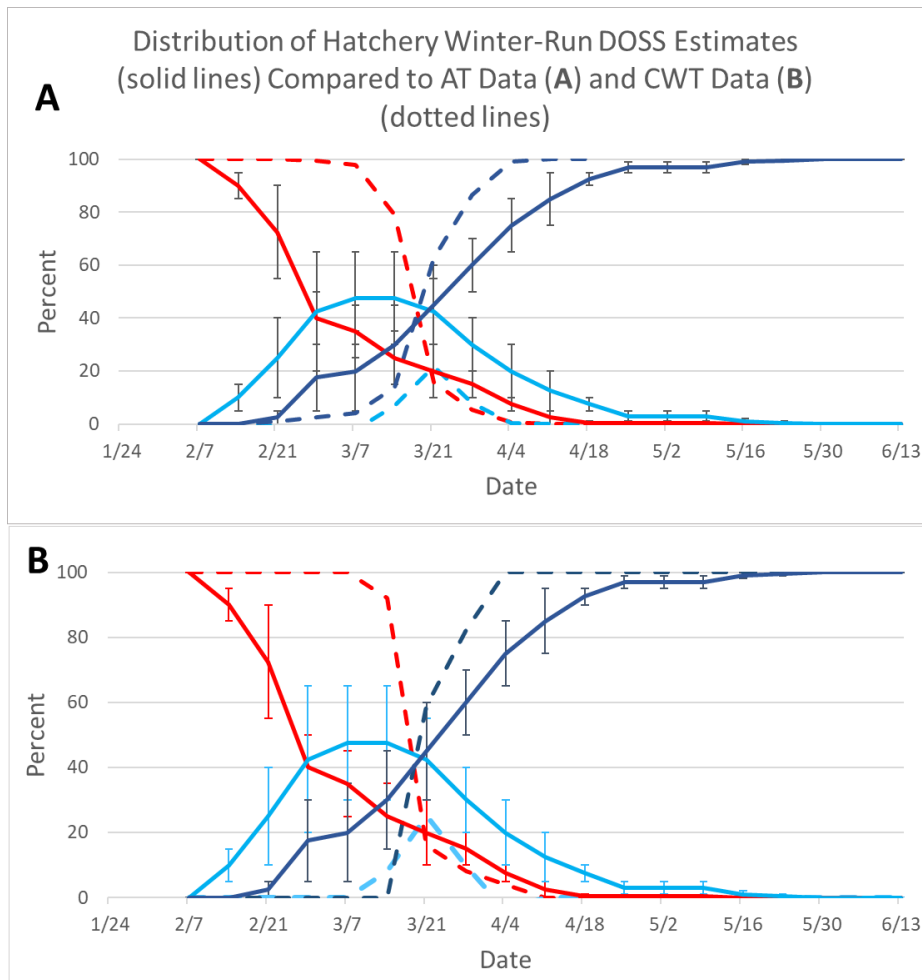 Distribution of Hatchery Winter-Run DOSS Estimates
(solid lines) Compared to AT Data (A) and CWT Data (B)
(dotted lines)
A
100
80
60
40
20
0
Percent
1/24 2/7 2/21 3/7 3/21 4/4 4/18 5/2 5/16 5/30 6/13
Date
B
100
80
60
40
20
0
Percent
1/24 2/7 2/21 3/7 3/21 4/4 4/18 5/2 5/16 5/30 6/13
Date